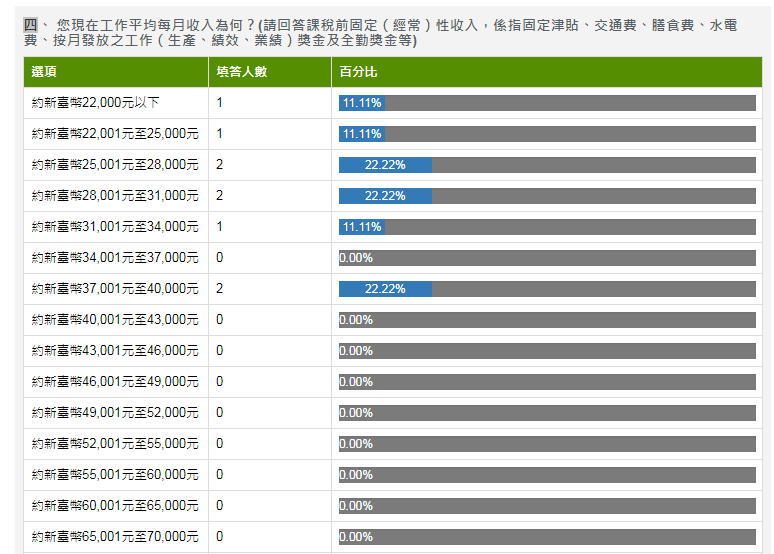 四、 您現在工作平均每月收入為何？(請回答課稅前固定（經常）性收入，係指固定津貼、交通費、膳食費、水電
費、按月發放之工作（生產、績效、業績）獎金及全勤獎金等)
選項 填答人數 百分比
約新臺幣22,000元以下 1 11.11%
約新臺幣22,001元至25,000元 1 11.11%
約新臺幣25,001元至28,000元 2 22.22%
約新臺幣28,001元至31,000元 2 22.22%
約新臺幣31,001元至34,000元 1 11.11%
約新臺幣34,001元至37,000元 0 0.00%
約新臺幣37,001元至40,000元 2 22.22%
約新臺幣40,001元至43,000元 0 0.00%
約新臺幣43,001元至46,000元 0 0.00%
約新臺幣46,001元至49,000元 0 0.00%
約新臺幣49,001元至52,000元 0 0.00%
約新臺幣52,001元至55,000元 0 0.00%
約新臺幣55,001元至60,000元 0 0.00%
約新臺幣60,001元至65,000元 0 0.00%
約新臺幣65,001元至70,000元 0 0.00%